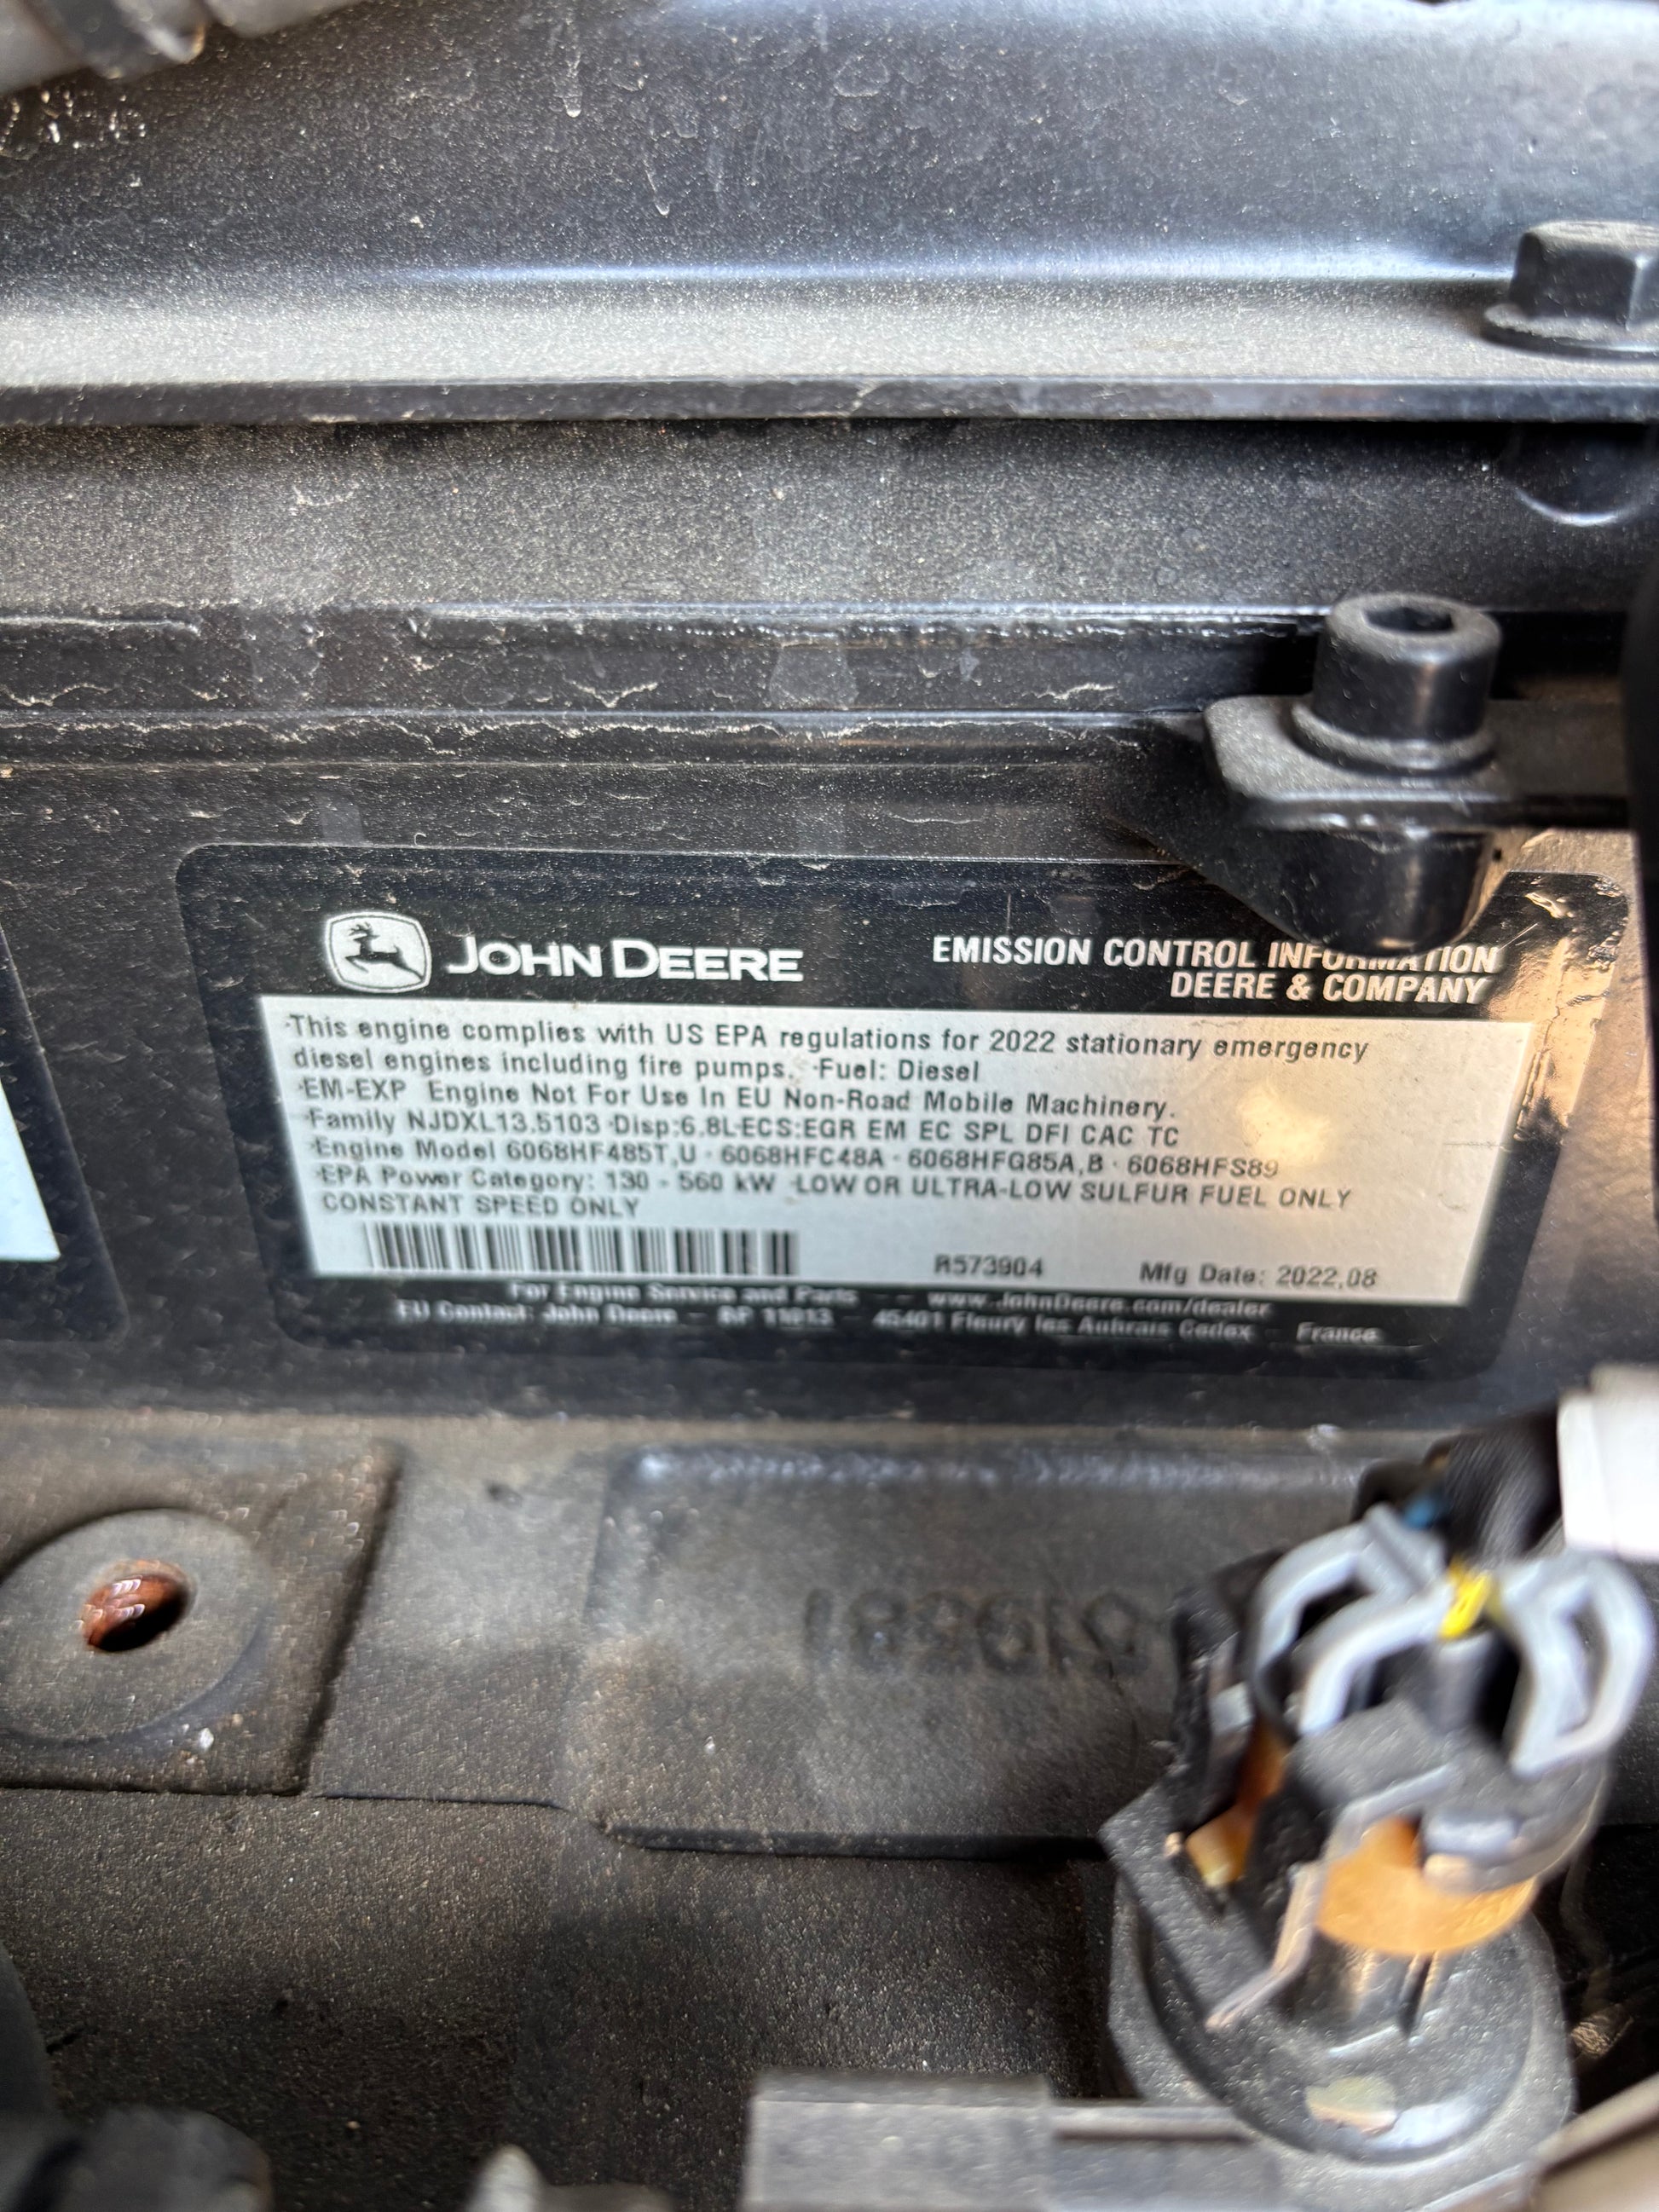 JOHN DEERE
EMISSION CONTROL INFORMATION
DEERE & COMPANY
·This engine complies with US EPA regulations for 2022 stationary emergency
diesel engines including fire pumps. ·Fuel: Diesel
·EM-EXP Engine Not For Use In EU Non-Road Mobile Machinery.
·Family NJDXL13.5103 ·Disp:6.8L·ECS:EGR EM EC SPL DFI CAC TC
·Engine Model 6068HF485T,U · 6068HFC48A · 6068HFG85A,B · 6068HFS89
·EPA Power Category: 130 - 560 kW ·LOW OR ULTRA-LOW SULFUR FUEL ONLY
CONSTANT SPEED ONLY
R573904 Mfg Date: 2022.08
For Engine Service and Parts -- www.JohnDeere.com/dealer
EU Contact: John Deere - BP 11013 - 45401 Fleury les Aubrais Cedex - France